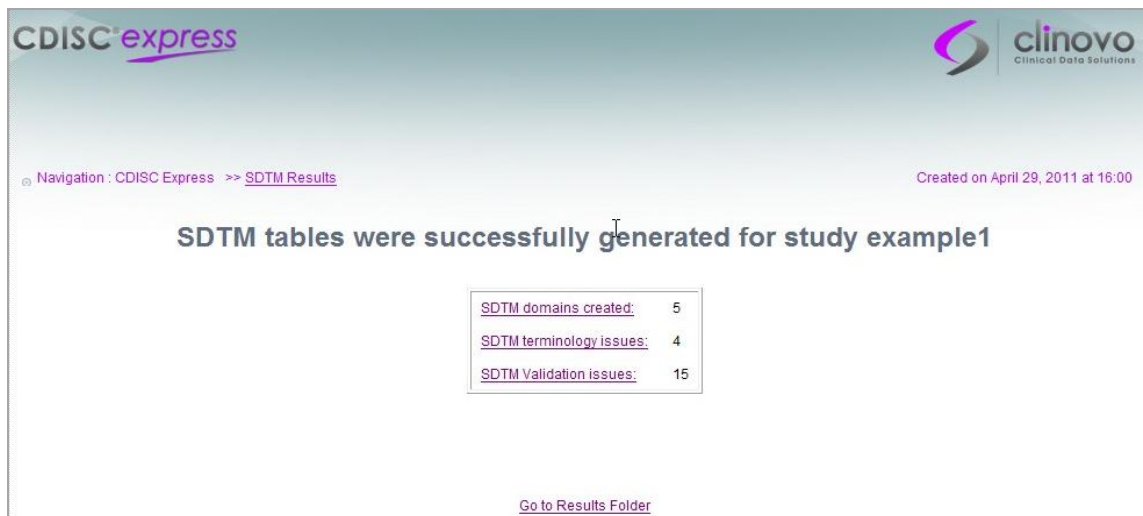 CDISC express
clinovo
Clinical Data Solutions
Navigation : CDISC Express >> SDTM Results
Created on April 29, 2011 at 16:00
SDTM tables were successfully generated for study example1
SDTM domains created: 5
SDTM terminology issues: 4
SDTM Validation issues: 15
Go to Results Folder